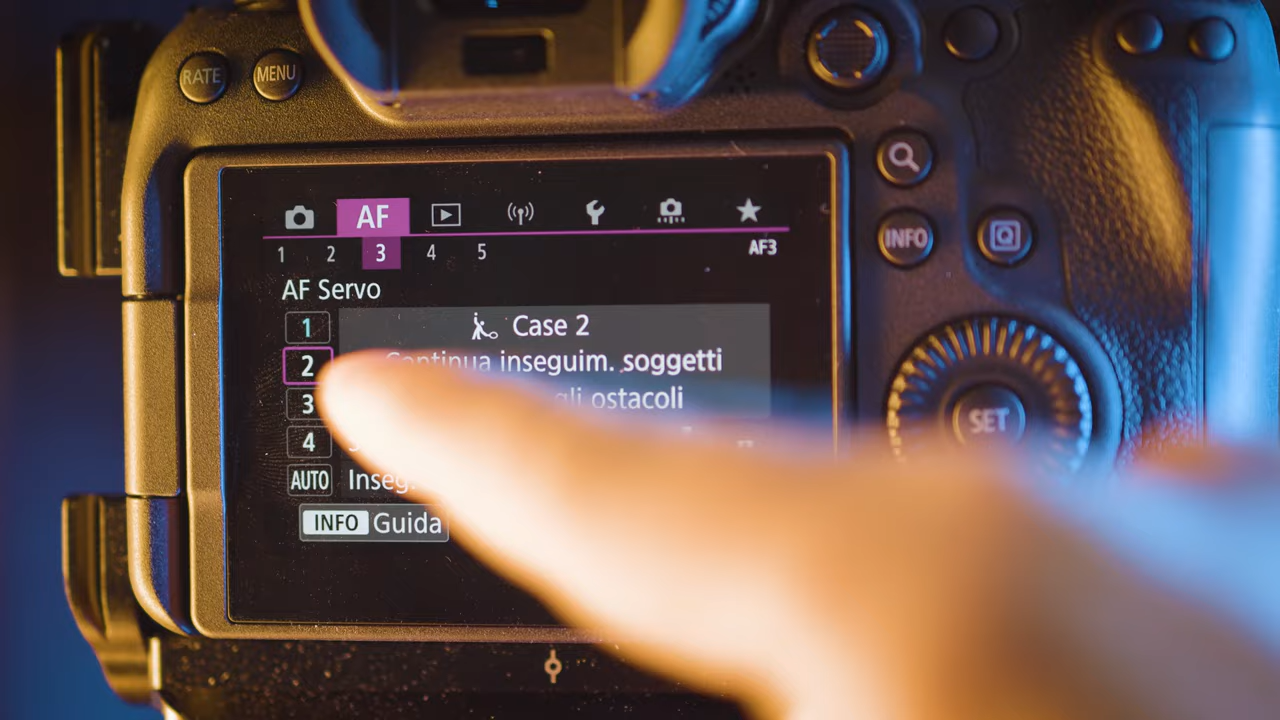 RATE MENU
AF
1 2 3 4 5 AF3
AF Servo
1 Case 2
2 Continua inseguim. soggetti
3 gli ostacoli
4
AUTO Inseg.
INFO Guida
INFO
Q
SET